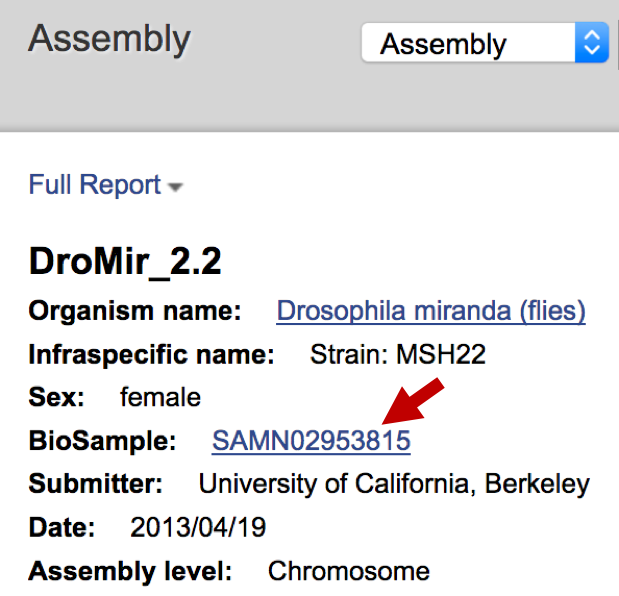 Assembly Assembly
Full Report
DroMir_2.2
Organism name: Drosophila miranda (flies)
Infraspecific name: Strain: MSH22
Sex: female
BioSample: SAMN02953815
Submitter: University of California, Berkeley
Date: 2013/04/19
Assembly level: Chromosome